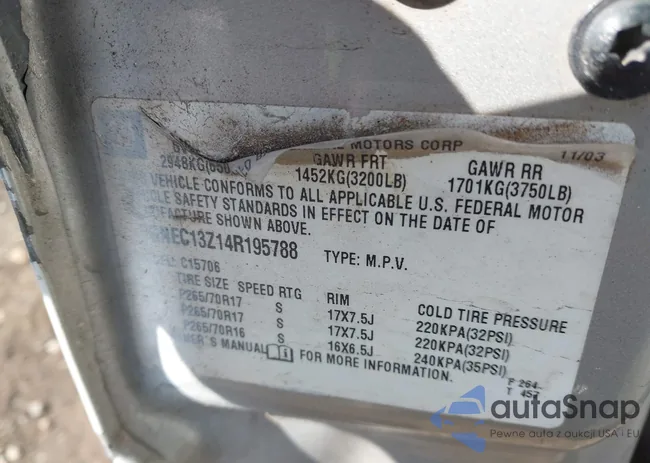 MOTORS CORP 11/03
GAWR FRT GAWR RR
2948KG 1452KG(3200LB) 1701KG(3750LB)
VEHICLE CONFORMS TO ALL APPLICABLE U.S. FEDERAL MOTOR
SAFETY STANDARDS IN EFFECT ON THE DATE OF
SHOWN ABOVE.
EC13Z14R195788 TYPE: M.P.V.
C15706
TIRE SIZE SPEED RTG RIM COLD TIRE PRESSURE
P265/70R17 S 17X7.5J 220KPA(32PSI)
P265/70R17 S 17X7.5J 220KPA(32PSI)
P265/70R16 S 16X6.5J 240KPA(35PSI)
MANUAL FOR MORE INFORMATION.
F 264
T 457
autaSnap
Pewne auta z aukcji USA i EU